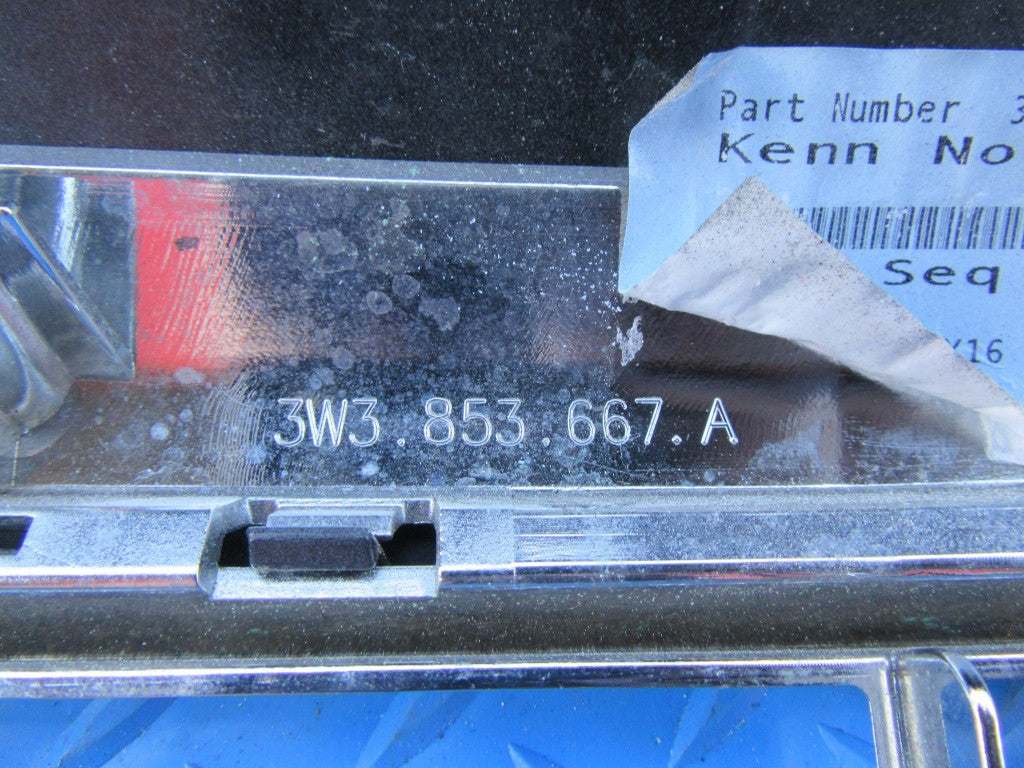 Part Number 3
Kenn No
Seq
/16
3W3.853.667.A